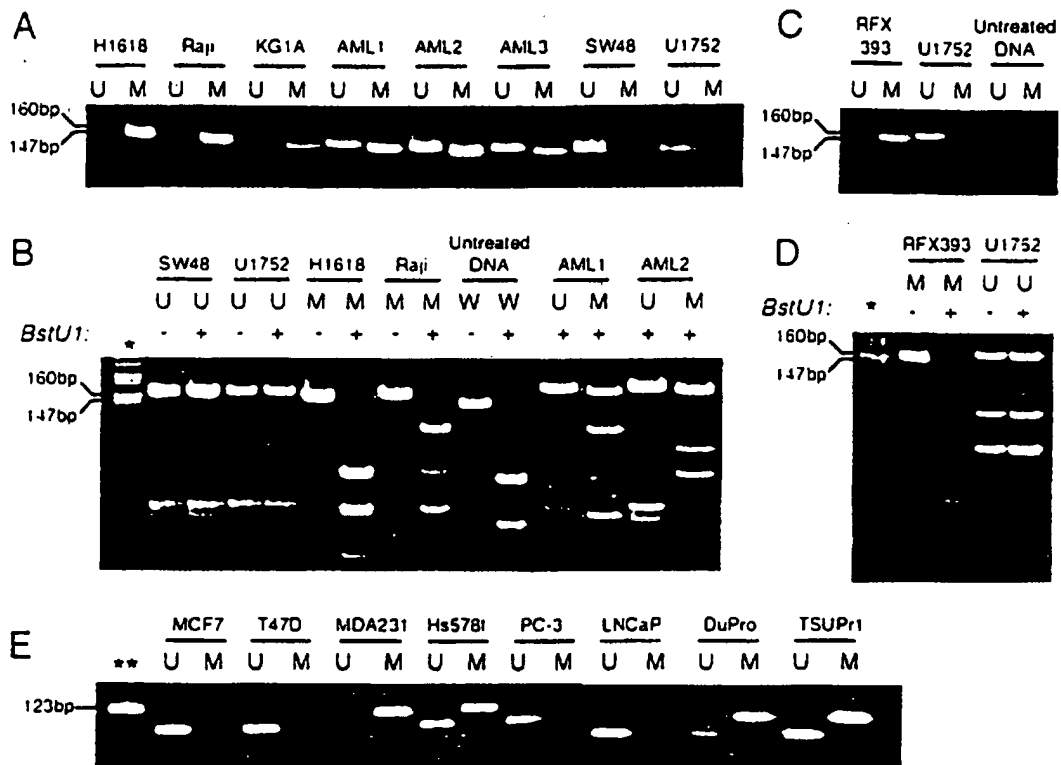 A
H1618 Raji KG1A AML1 AML2 AML3 SW48 U1752
U M U M U M U M U M U M U M U M
160bp
147bp
C
RFX
393 U1752 Untreated
DNA
U M U M U M
160bp
147bp
B
SW48 U1752 H1618 Raji Untreated
DNA AML1 AML2
U U U U M M M M W W U M U M
BstU1: - + - + - + - + - + + + + +
*
160bp
147bp
D
RFX393 U1752
M M U U
BstU1: * - + - +
160bp
147bp
E
MCF7 T47D MDA231 Hs578t PC-3 LNCaP DuPro TSUPr1
** U M U M U M U M U M U M U M U M
123bp